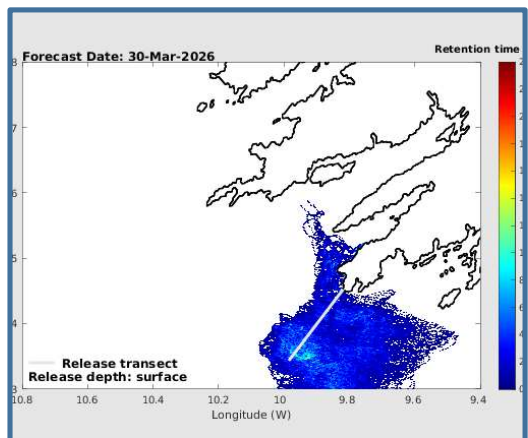 Retention time
Forecast Date: 30-Mar-2026
8
7
6
5
4
3
Release transect
Release depth: surface
10.8
10.6
10.4
10.2
10
9.8
9.6
9.4
Longitude (W)